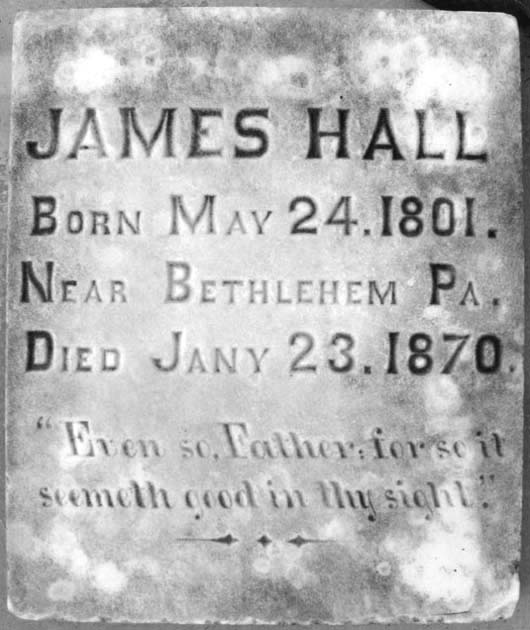 JAMES HALL
BORN MAY 24. 1801.
NEAR BETHLEHEM PA.
DIED JANY 23. 1870.
"Even so, Father; for so it
seemeth good in thy sight."